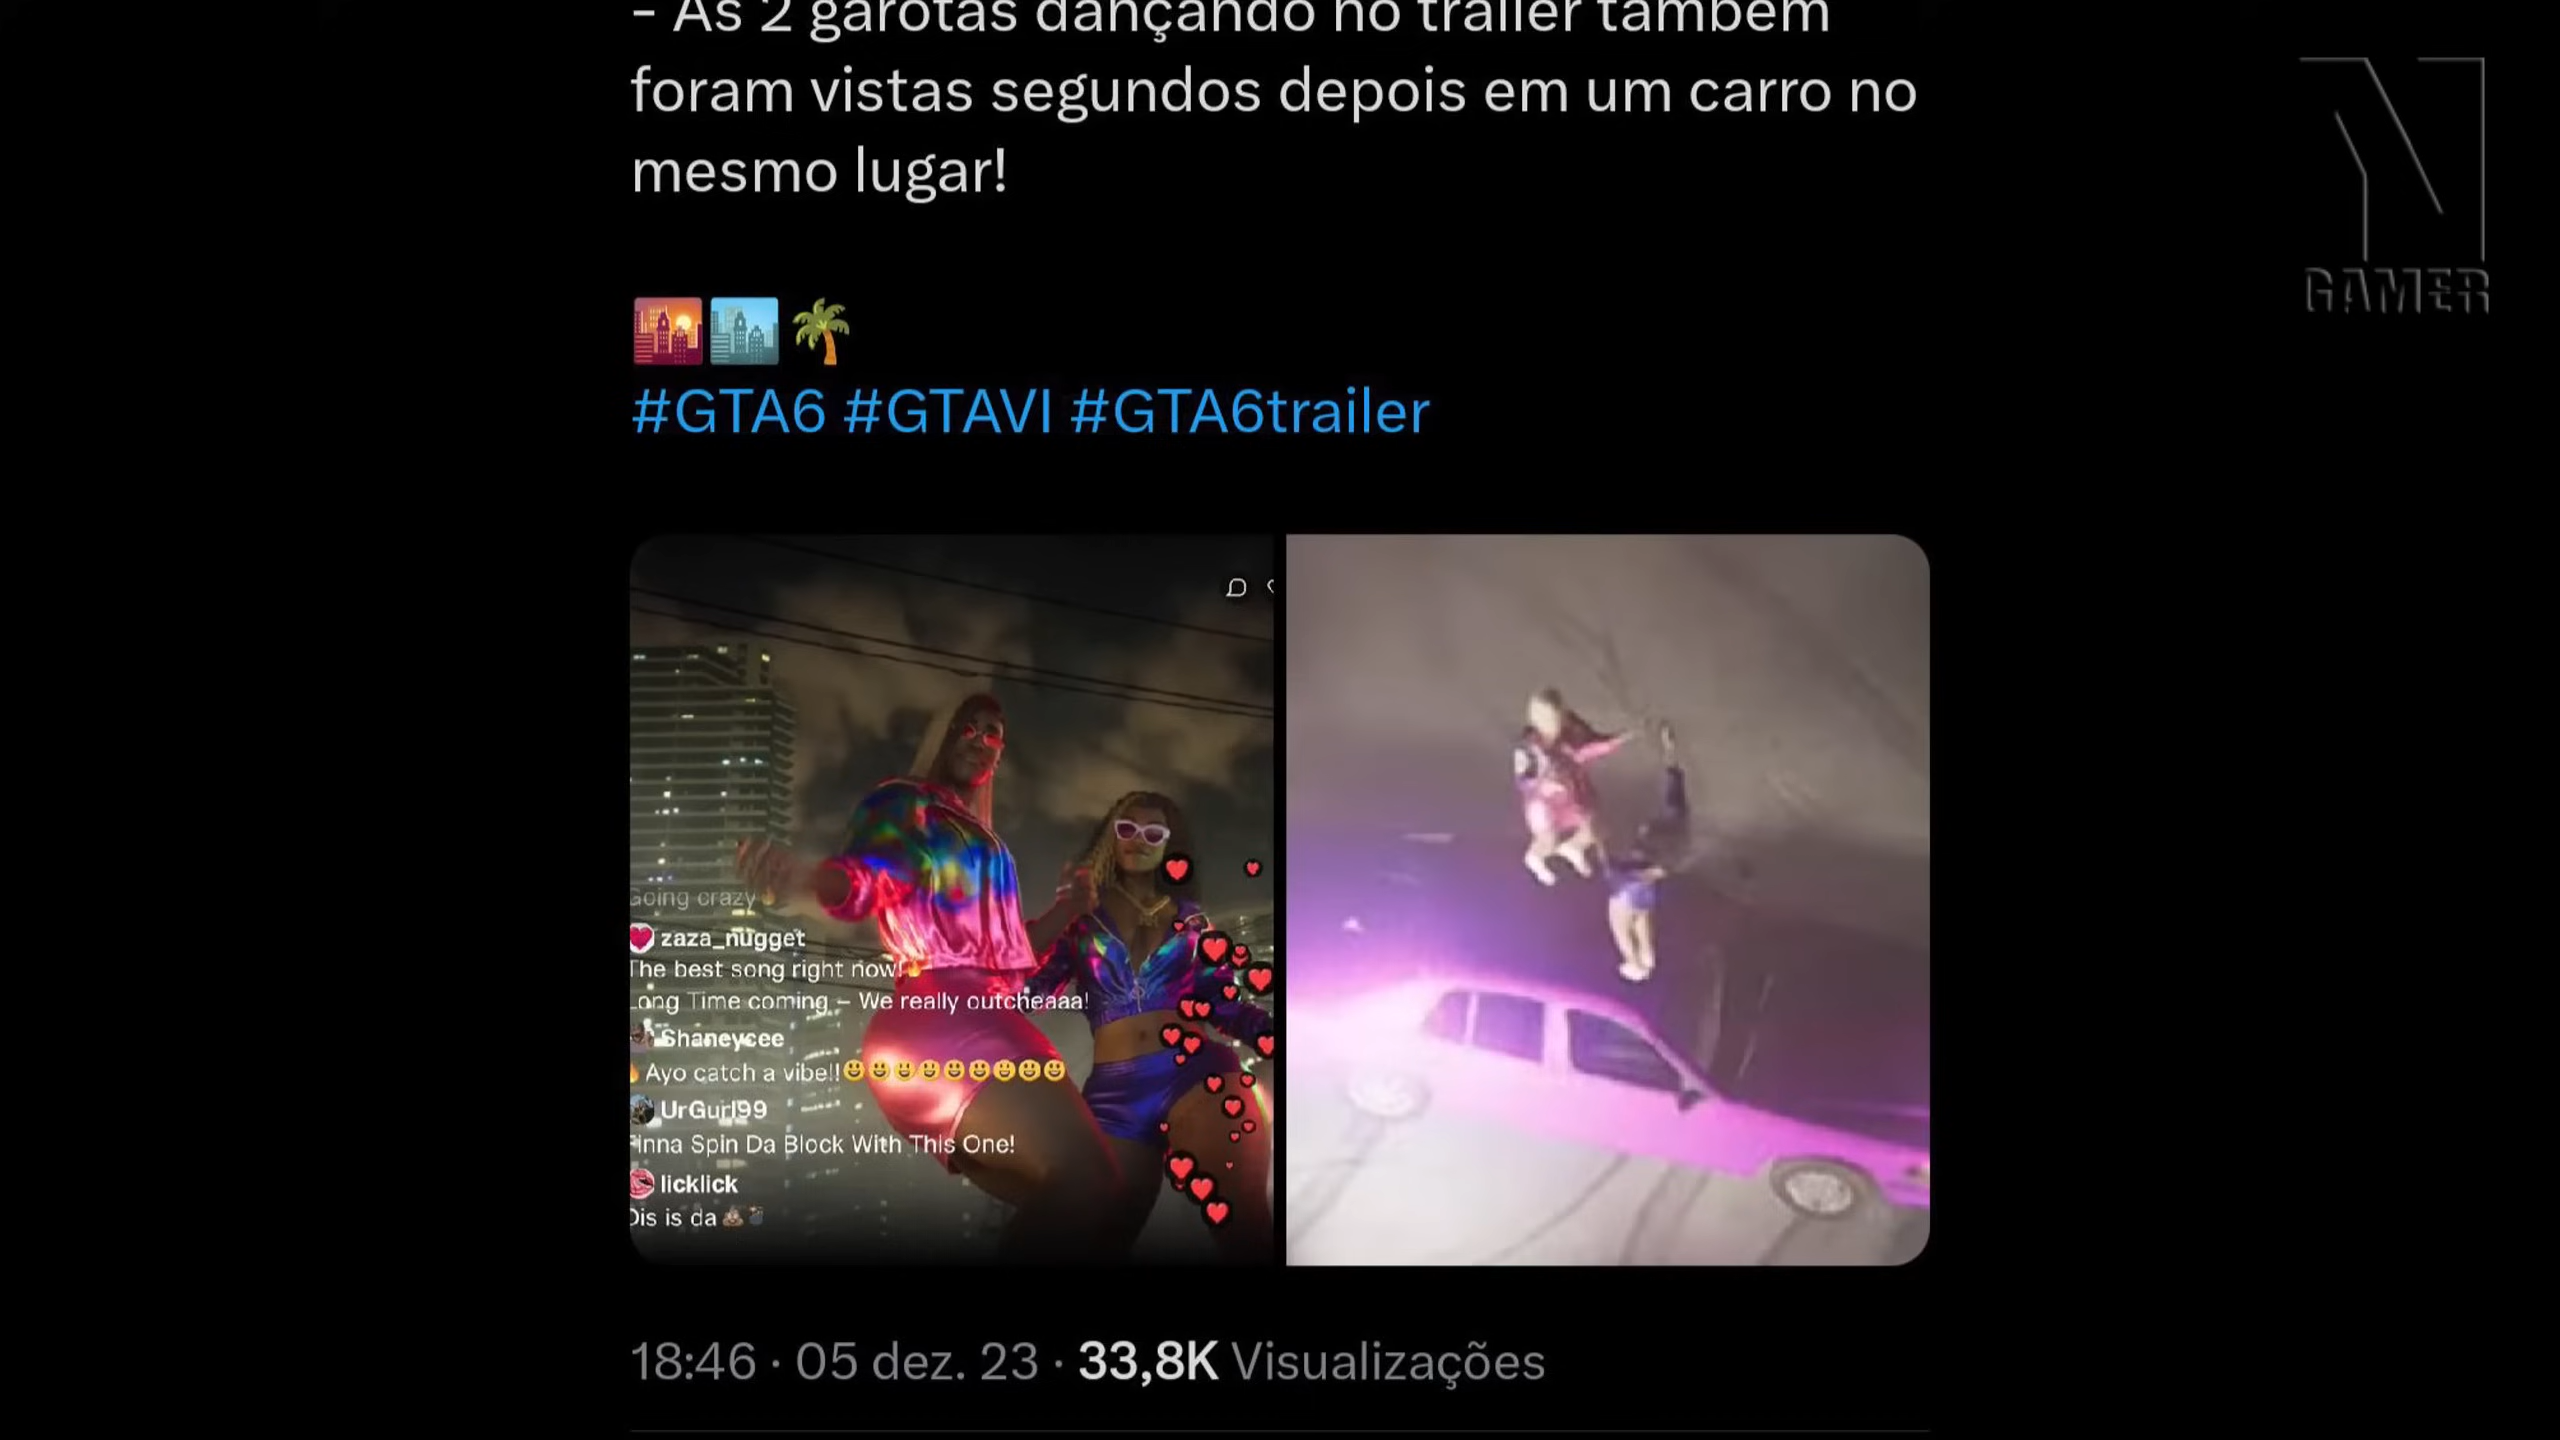 - As 2 garotas dançando no trailer também
foram vistas segundos depois em um carro no
mesmo lugar!
#GTA6 #GTAVI #GTA6trailer
Going crazy
zaza_nugget
The best song right now!
Long Time coming – We really outcheaaa!
Shaneycee
Ayo catch a vibe!!
UrGurl99
Finna Spin Da Block With This One!
licklick
Dis is da
18:46 · 05 dez. 23 · 33,8K Visualizações
YN
GAMER